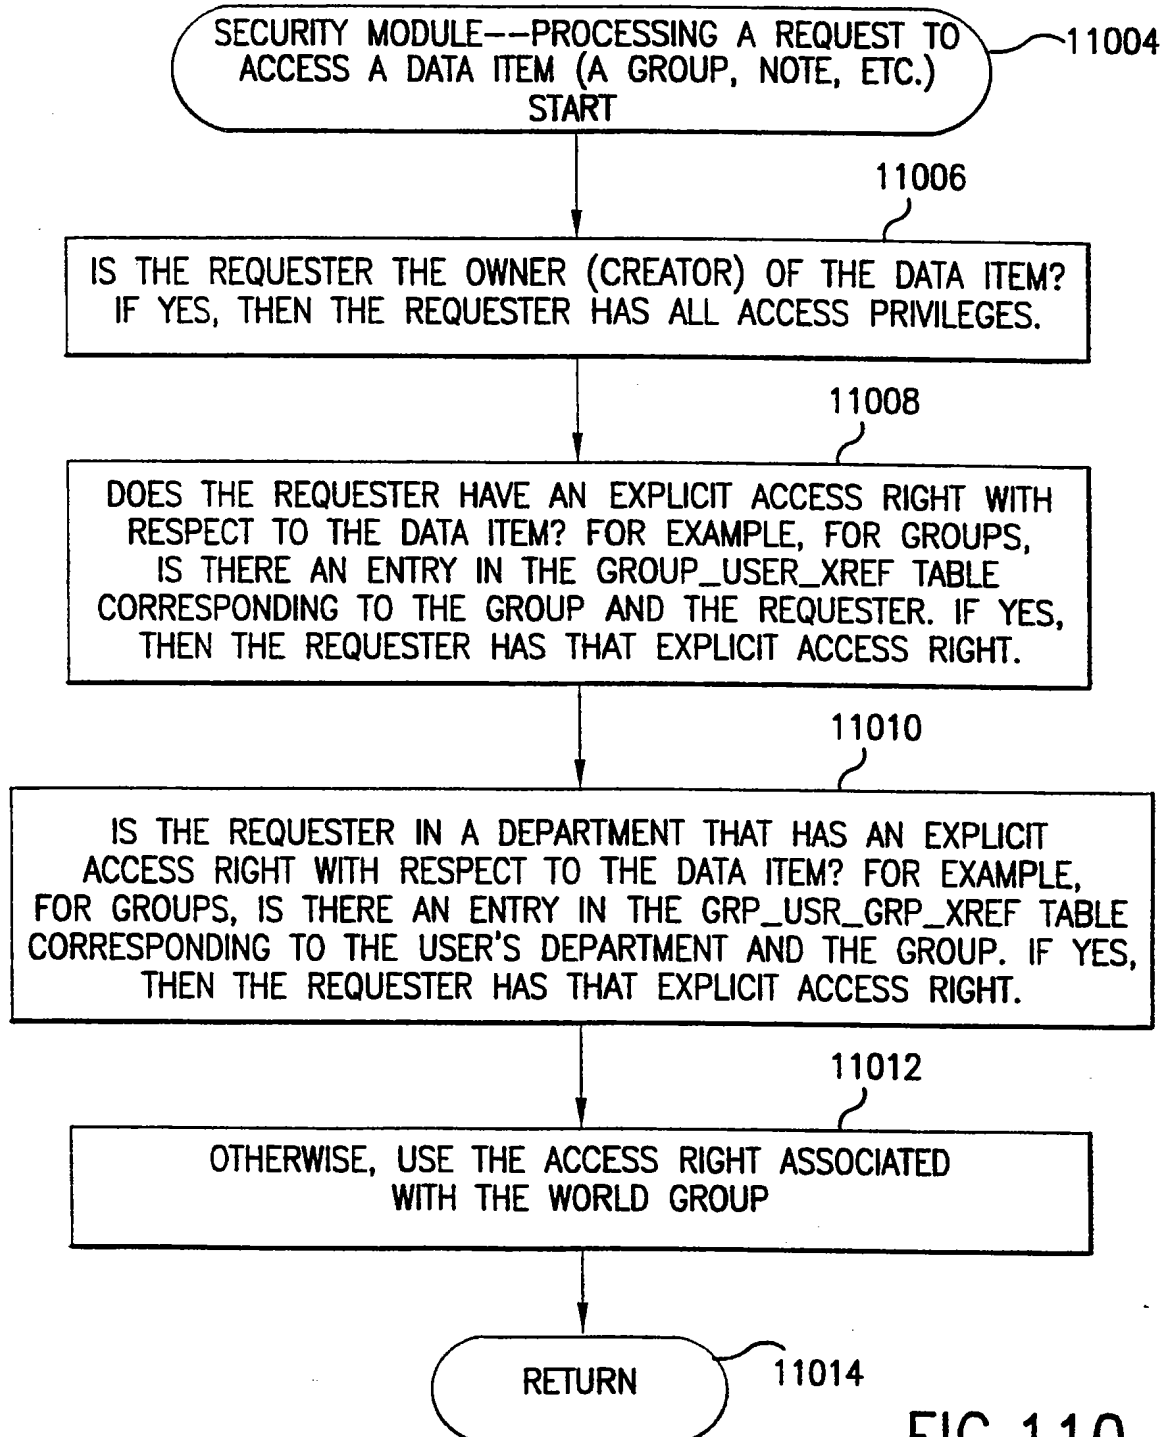 SECURITY MODULE--PROCESSING A REQUEST TO
ACCESS A DATA ITEM (A GROUP, NOTE, ETC.)
START
11004
11006
IS THE REQUESTER THE OWNER (CREATOR) OF THE DATA ITEM?
IF YES, THEN THE REQUESTER HAS ALL ACCESS PRIVILEGES.
11008
DOES THE REQUESTER HAVE AN EXPLICIT ACCESS RIGHT WITH
RESPECT TO THE DATA ITEM? FOR EXAMPLE, FOR GROUPS,
IS THERE AN ENTRY IN THE GROUP_USER_XREF TABLE
CORRESPONDING TO THE GROUP AND THE REQUESTER. IF YES,
THEN THE REQUESTER HAS THAT EXPLICIT ACCESS RIGHT.
11010
IS THE REQUESTER IN A DEPARTMENT THAT HAS AN EXPLICIT
ACCESS RIGHT WITH RESPECT TO THE DATA ITEM? FOR EXAMPLE,
FOR GROUPS, IS THERE AN ENTRY IN THE GRP_USR_GRP_XREF TABLE
CORRESPONDING TO THE USER'S DEPARTMENT AND THE GROUP. IF YES,
THEN THE REQUESTER HAS THAT EXPLICIT ACCESS RIGHT.
11012
OTHERWISE, USE THE ACCESS RIGHT ASSOCIATED
WITH THE WORLD GROUP
RETURN
11014
FIG.110